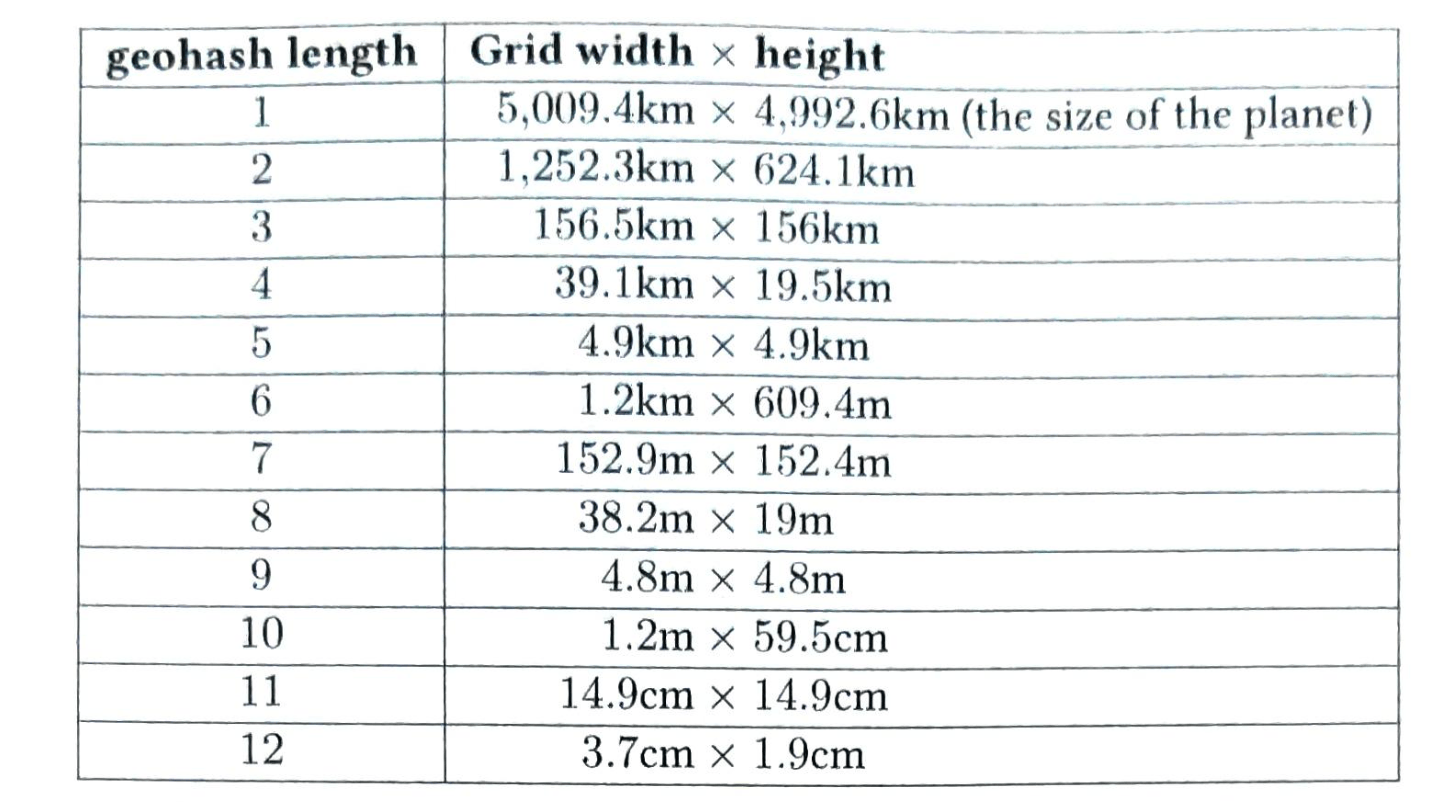 geohash length Grid width × height
1 5,009.4km × 4,992.6km (the size of the planet)
2 1,252.3km × 624.1km
3 156.5km × 156km
4 39.1km × 19.5km
5 4.9km × 4.9km
6 1.2km × 609.4m
7 152.9m × 152.4m
8 38.2m × 19m
9 4.8m × 4.8m
10 1.2m × 59.5cm
11 14.9cm × 14.9cm
12 3.7cm × 1.9cm